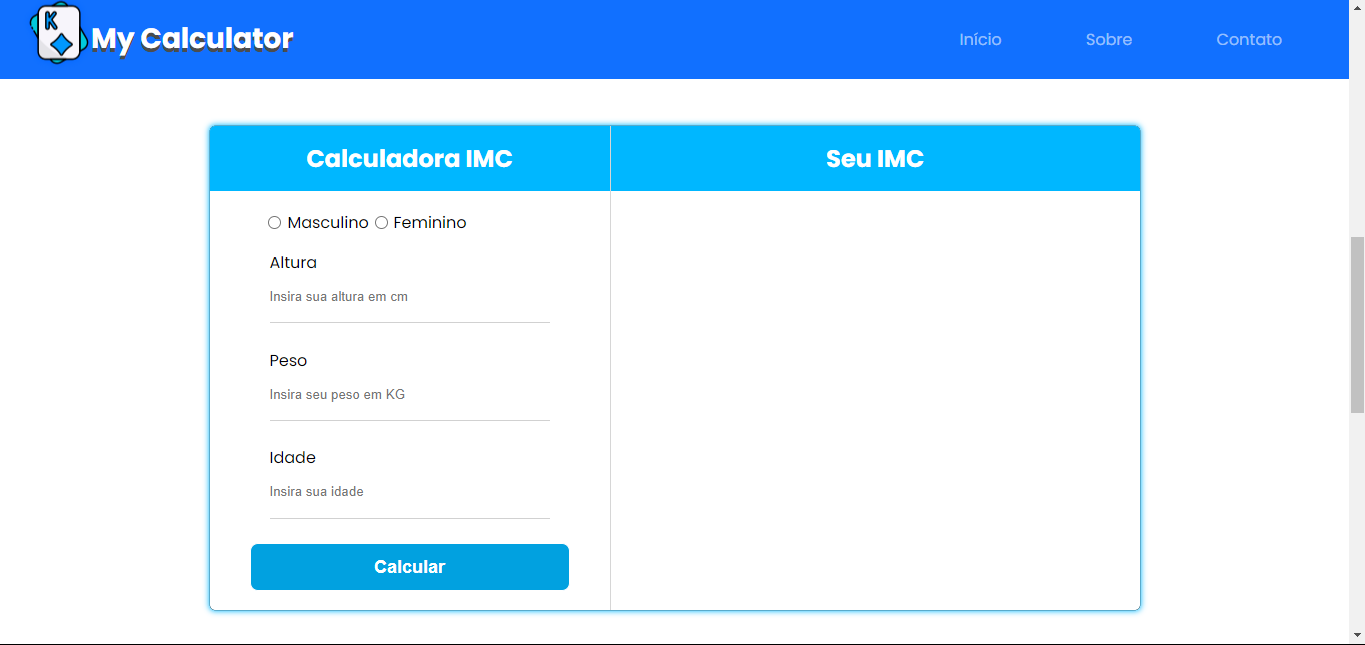 K
My Calculator
Início
Sobre
Contato
Calculadora IMC
Seu IMC
Masculino Feminino
Altura
Insira sua altura em cm
Peso
Insira seu peso em KG
Idade
Insira sua idade
Calcular